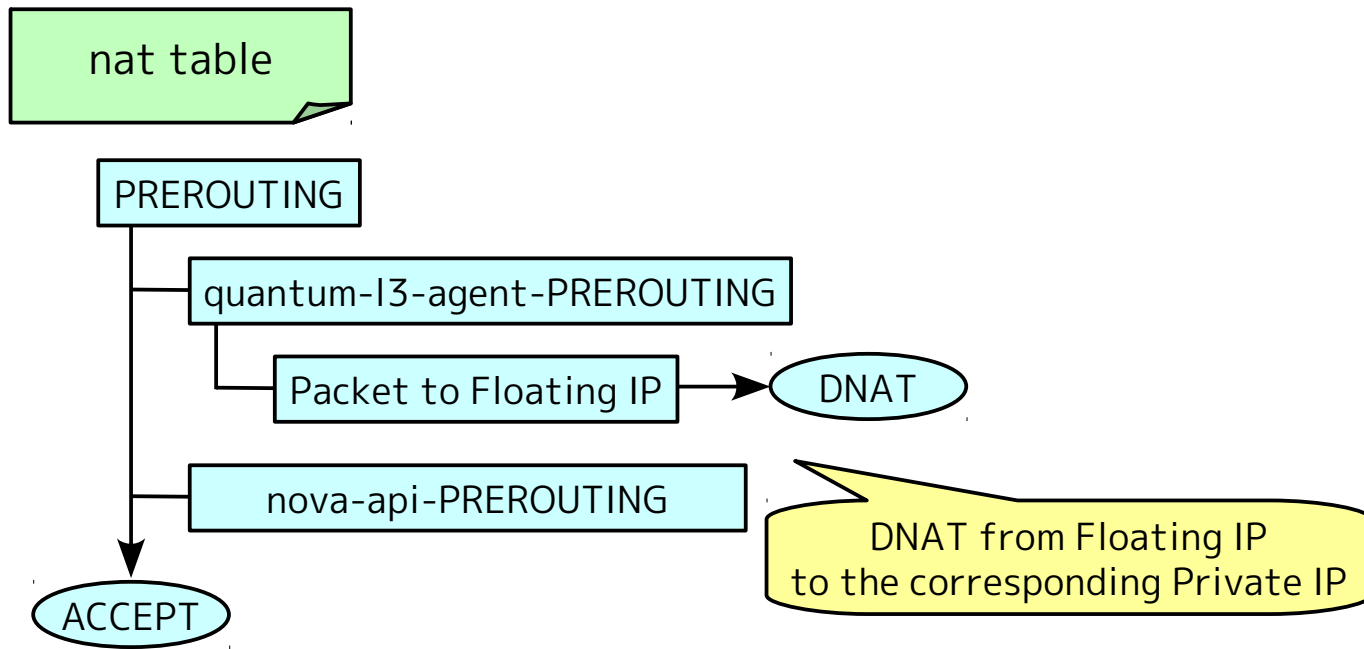 nat table
PREROUTING
quantum-l3-agent-PREROUTING
Packet to Floating IP
DNAT
nova-api-PREROUTING
DNAT from Floating IP
to the corresponding Private IP
ACCEPT